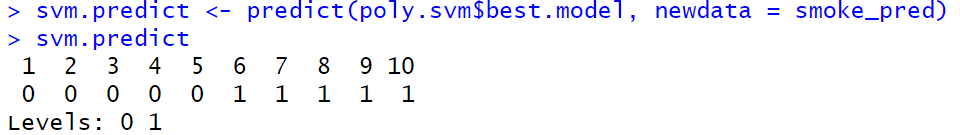 > svm.predict <- predict(poly.svm$best.model, newdata = smoke_pred)
> svm.predict
 1  2  3  4  5  6  7  8  9 10
 0  0  0  0  0  1  1  1  1  1
Levels: 0 1